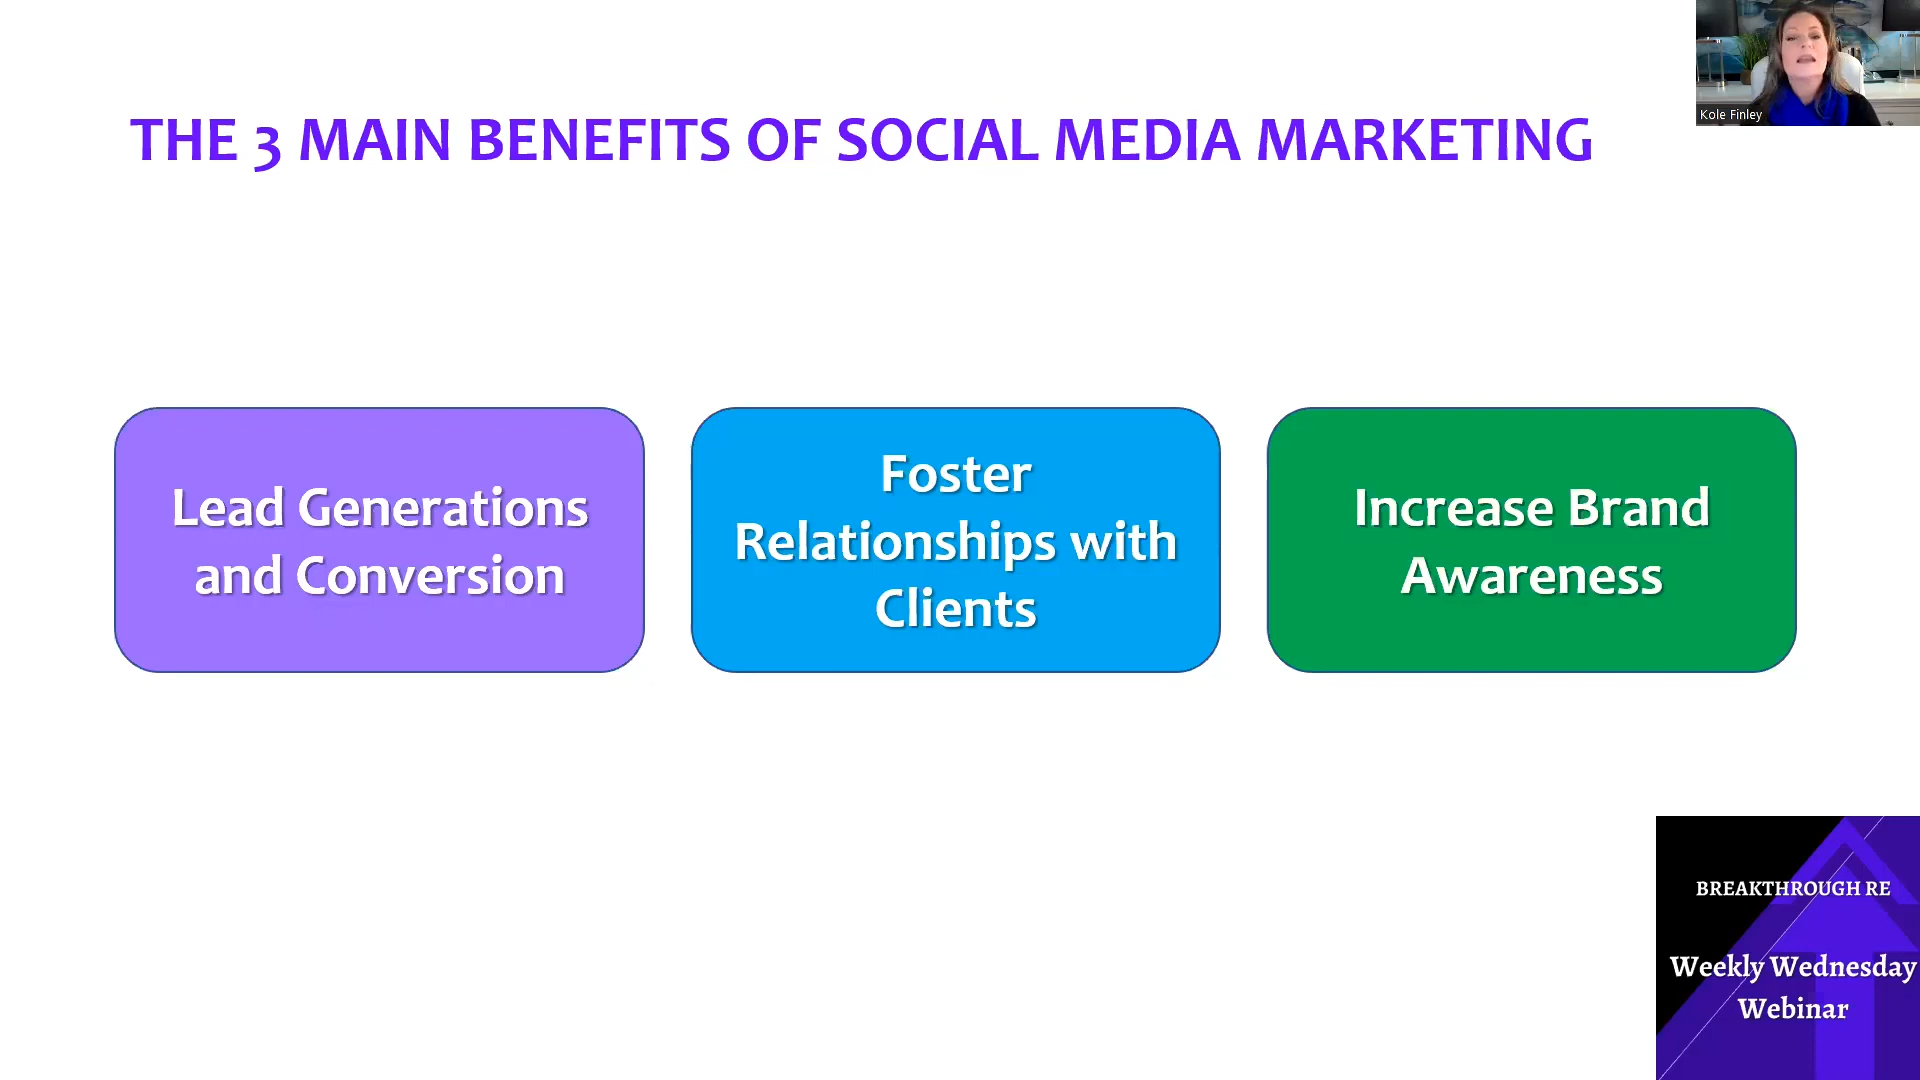 THE 3 MAIN BENEFITS OF SOCIAL MEDIA MARKETING
Kole Finley
Lead Generations
and Conversion
Foster
Relationships with
Clients
Increase Brand
Awareness
BREAKTHROUGH RE
Weekly Wednesday
Webinar